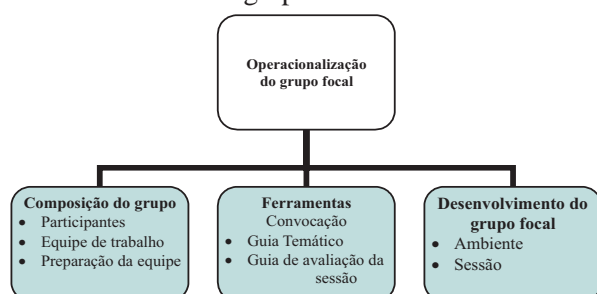 Operacionalização
do grupo focal
Composição do grupo
• Participantes
• Equipe de trabalho
• Preparação da equipe
Ferramentas
Convocação
• Guia Temático
• Guia de avaliação da
sessão
Desenvolvimento do
grupo focal
• Ambiente
• Sessão